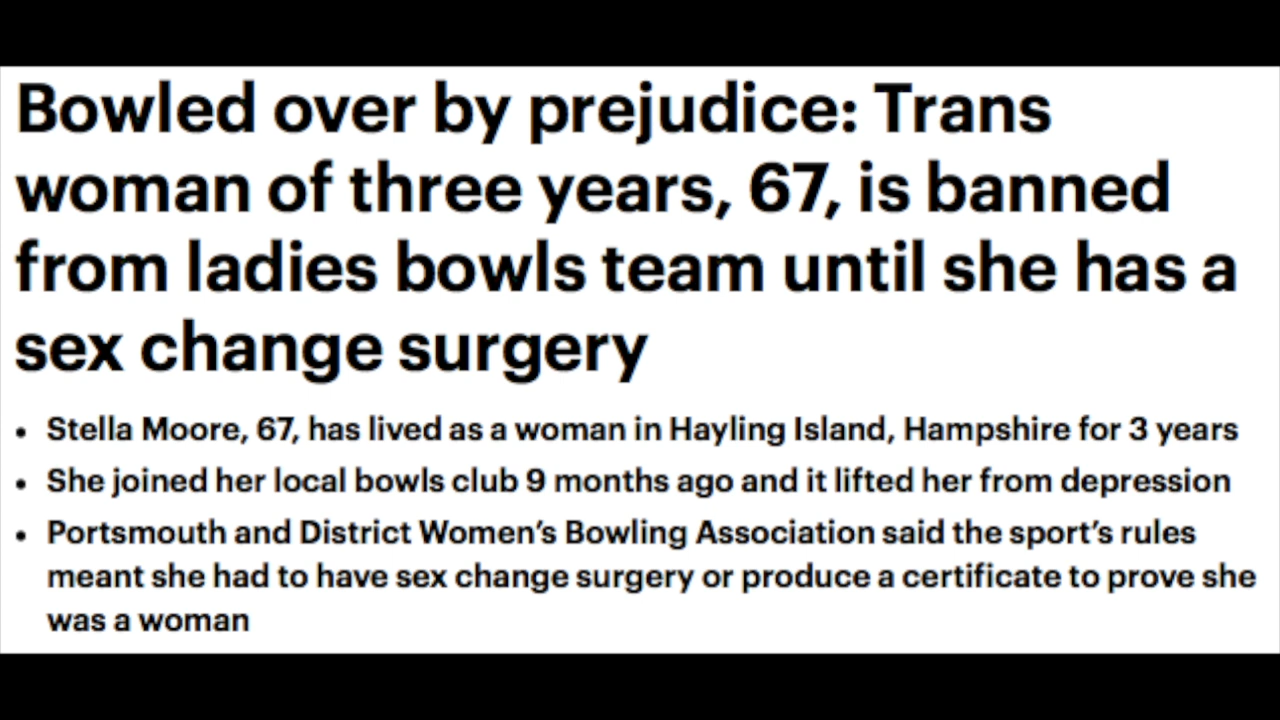 Bowled over by prejudice: Trans
woman of three years, 67, is banned
from ladies bowls team until she has a
sex change surgery
• Stella Moore, 67, has lived as a woman in Hayling Island, Hampshire for 3 years
• She joined her local bowls club 9 months ago and it lifted her from depression
• Portsmouth and District Women's Bowling Association said the sport's rules
meant she had to have sex change surgery or produce a certificate to prove she
was a woman